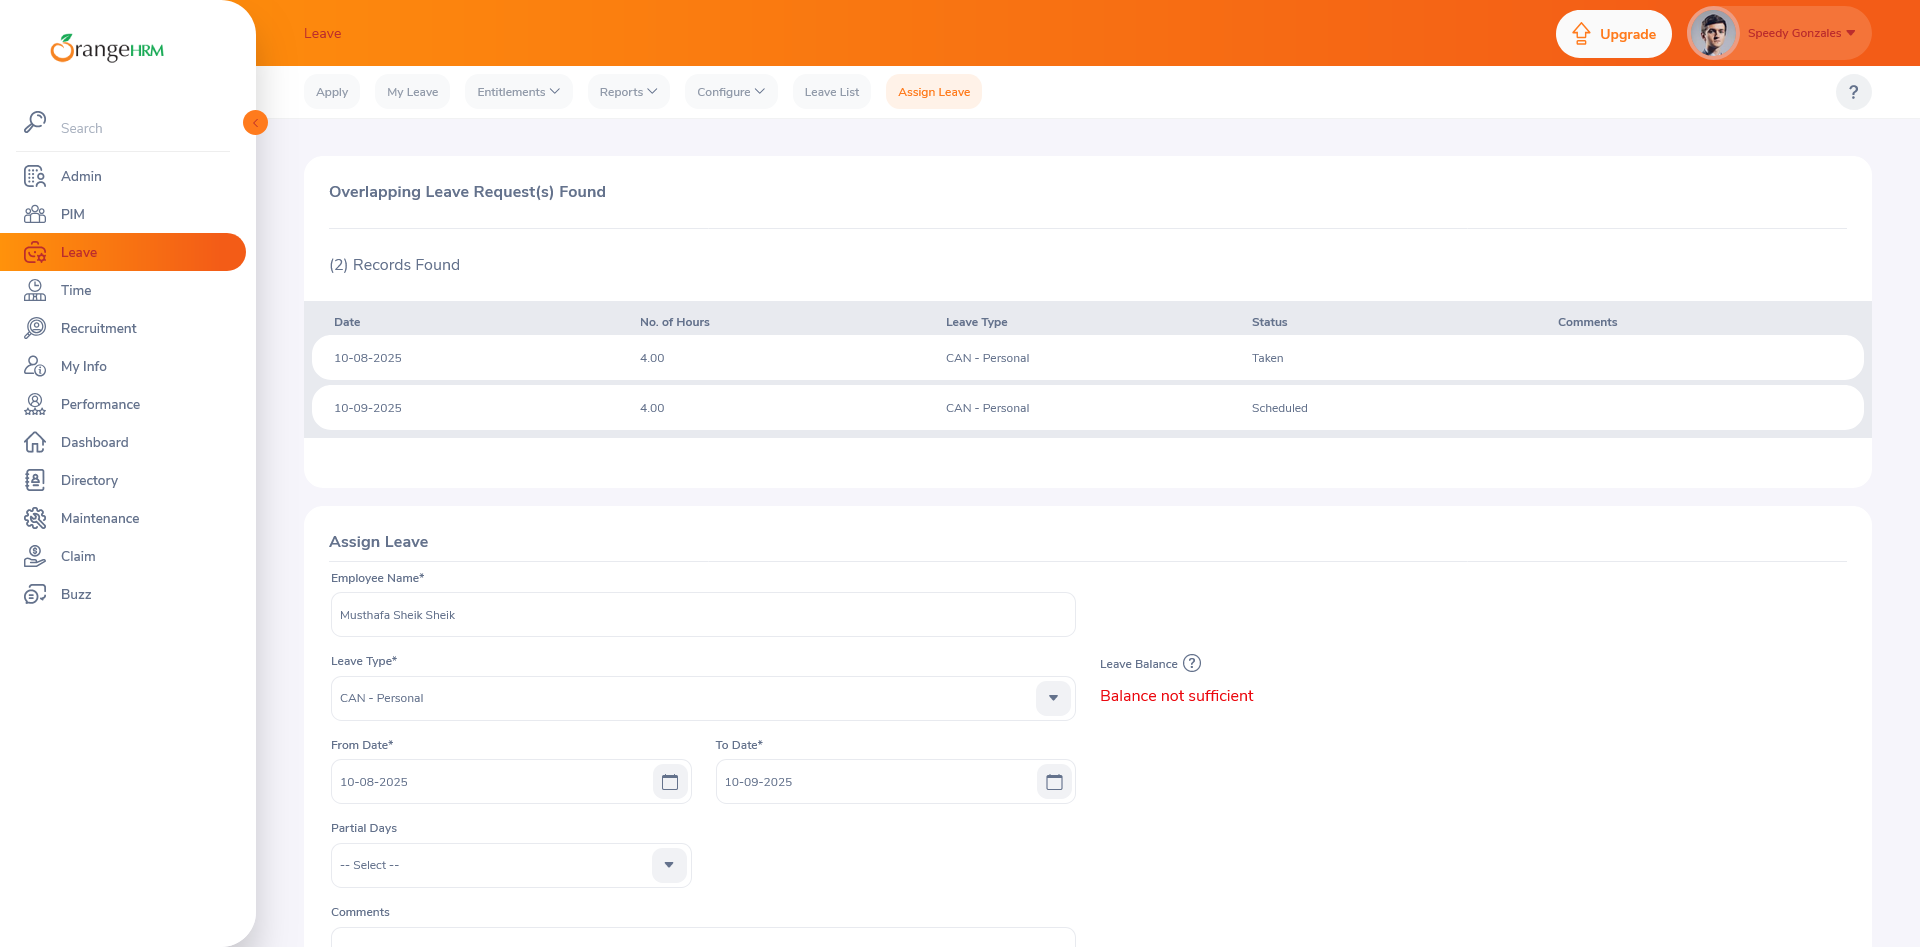 OrangeHRM
Search
Admin
PIM
Leave
Time
Recruitment
My Info
Performance
Dashboard
Directory
Maintenance
Claim
Buzz
Leave
Upgrade
Speedy Gonzales
Apply
My Leave
Entitlements
Reports
Configure
Leave List
Assign Leave
?
Overlapping Leave Request(s) Found
(2) Records Found
Date No. of Hours Leave Type Status Comments
10-08-2025 4.00 CAN - Personal Taken
10-09-2025 4.00 CAN - Personal Scheduled
Assign Leave
Employee Name*
Musthafa Sheik Sheik
Leave Type*
CAN - Personal
Leave Balance ?
Balance not sufficient
From Date*
10-08-2025
To Date*
10-09-2025
Partial Days
-- Select --
Comments